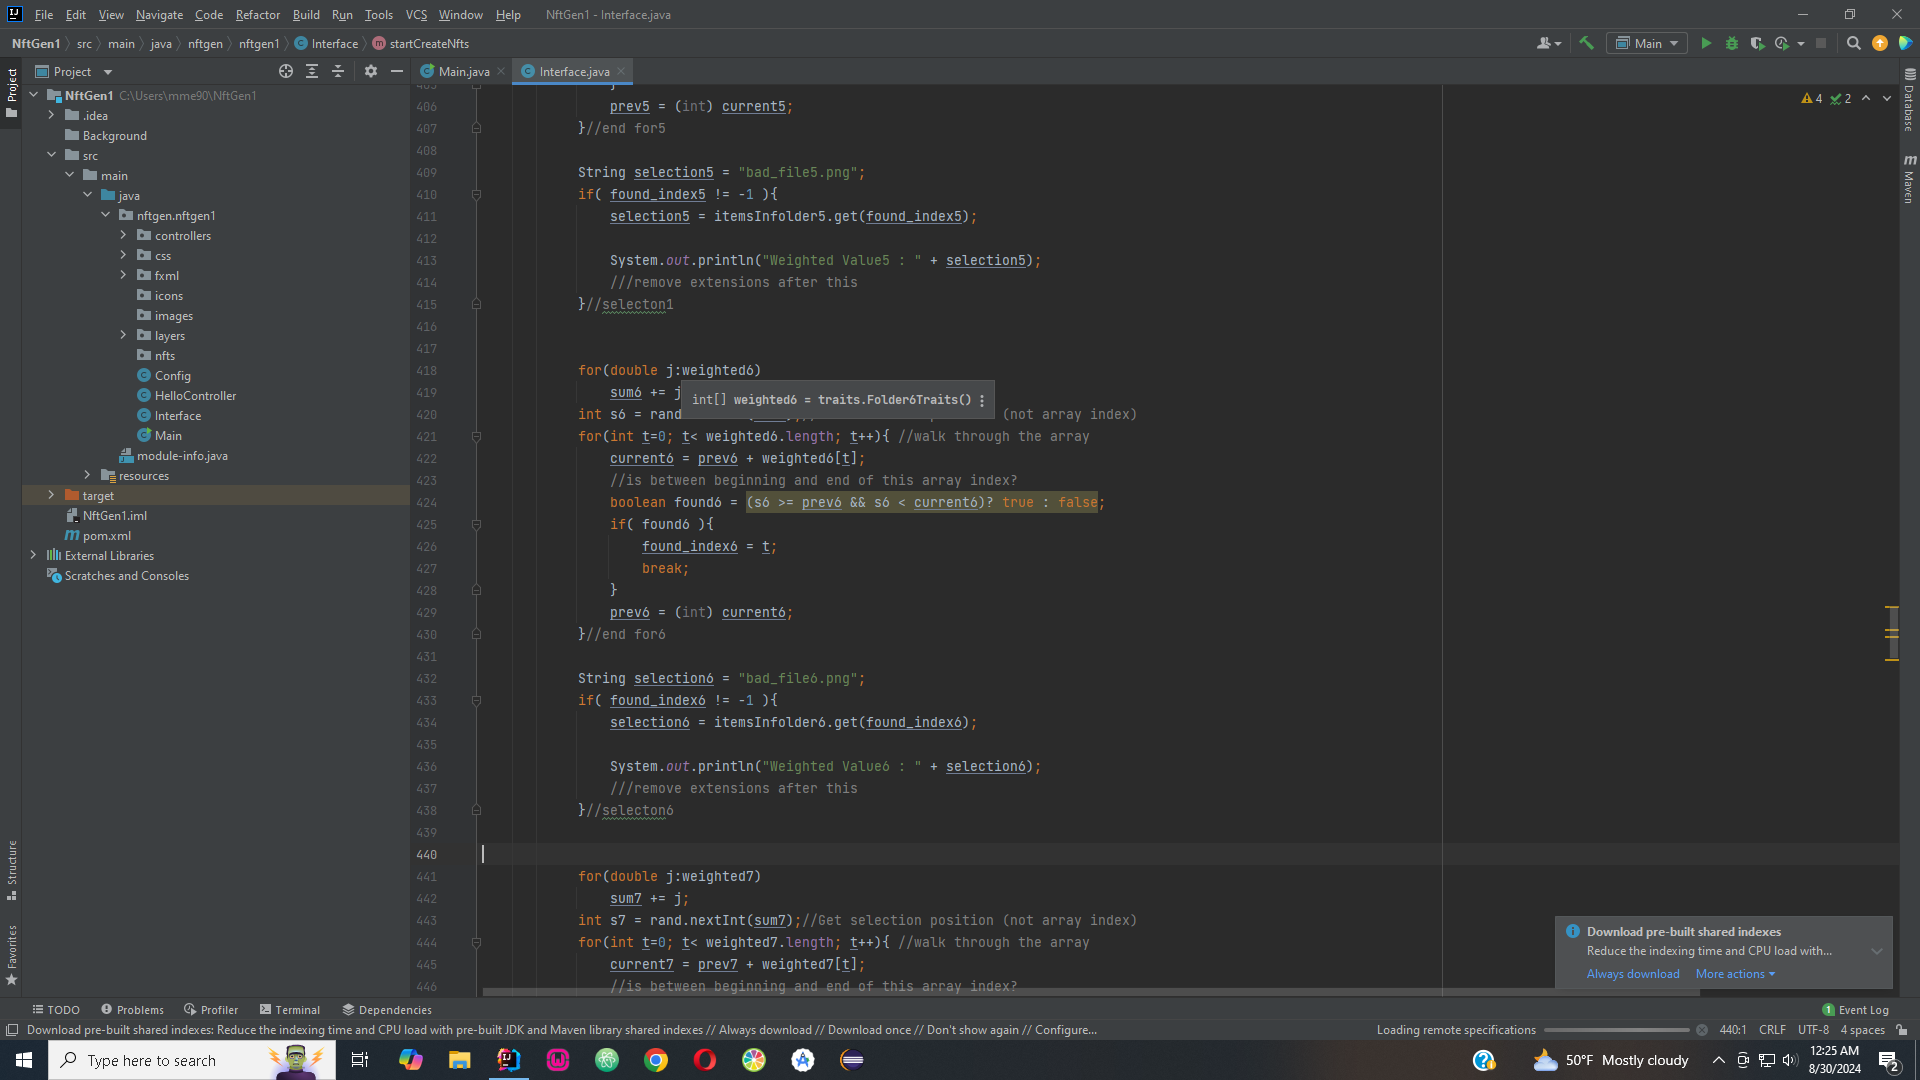 File Edit View Navigate Code Refactor Build Run Tools VCS Window Help NftGen1 - Interface.java
NftGen1 src main java nftgen nftgen1 Interface startCreateNfts Main
Project Main.java Interface.java
Project
NftGen1 C:\Users\mme90\NftGen1
.idea
Background
src
main
java
nftgen.nftgen1
controllers
css
fxml
icons
images
layers
nfts
Config
HelloController
Interface
Main
module-info.java
resources
target
NftGen1.iml
pom.xml
External Libraries
Scratches and Consoles
Structure
Favorites
4 2
Database
Maven
405 }
406 prev5 = (int) current5;
407 }//end for5
408
409 String selection5 = "bad_file5.png";
410 if( found_index5 != -1 ){
411 selection5 = itemsInfolder5.get(found_index5);
412
413 System.out.println("Weighted Value5 : " + selection5);
414 ///remove extensions after this
415 }//selecton1
416
417
418 for(double j:weighted6)
419 sum6 += j
int[] weighted6 = traits.Folder6Traits()
420 int s6 = rand (not array index)
421 for(int t=0; t< weighted6.length; t++){ //walk through the array
422 current6 = prev6 + weighted6[t];
423 //is between beginning and end of this array index?
424 boolean found6 = (s6 >= prev6 && s6 < current6)? true : false;
425 if( found6 ){
426 found_index6 = t;
427 break;
428 }
429 prev6 = (int) current6;
430 }//end for6
431
432 String selection6 = "bad_file6.png";
433 if( found_index6 != -1 ){
434 selection6 = itemsInfolder6.get(found_index6);
435
436 System.out.println("Weighted Value6 : " + selection6);
437 ///remove extensions after this
438 }//selecton6
439
440
441 for(double j:weighted7)
442 sum7 += j;
443 int s7 = rand.nextInt(sum7);//Get selection position (not array index)
444 for(int t=0; t< weighted7.length; t++){ //walk through the array
445 current7 = prev7 + weighted7[t];
446 //is between beginning and end of this array index?
Download pre-built shared indexes
Reduce the indexing time and CPU load with...
Always download More actions
TODO Problems Profiler Terminal Dependencies 1 Event Log
Download pre-built shared indexes: Reduce the indexing time and CPU load with pre-built JDK and Maven library shared indexes // Always download // Download once // Don't show again // Configure... Loading remote specifications 440:1 CRLF UTF-8 4 spaces
Type here to search 50°F Mostly cloudy 12:25 AM
8/30/2024 2